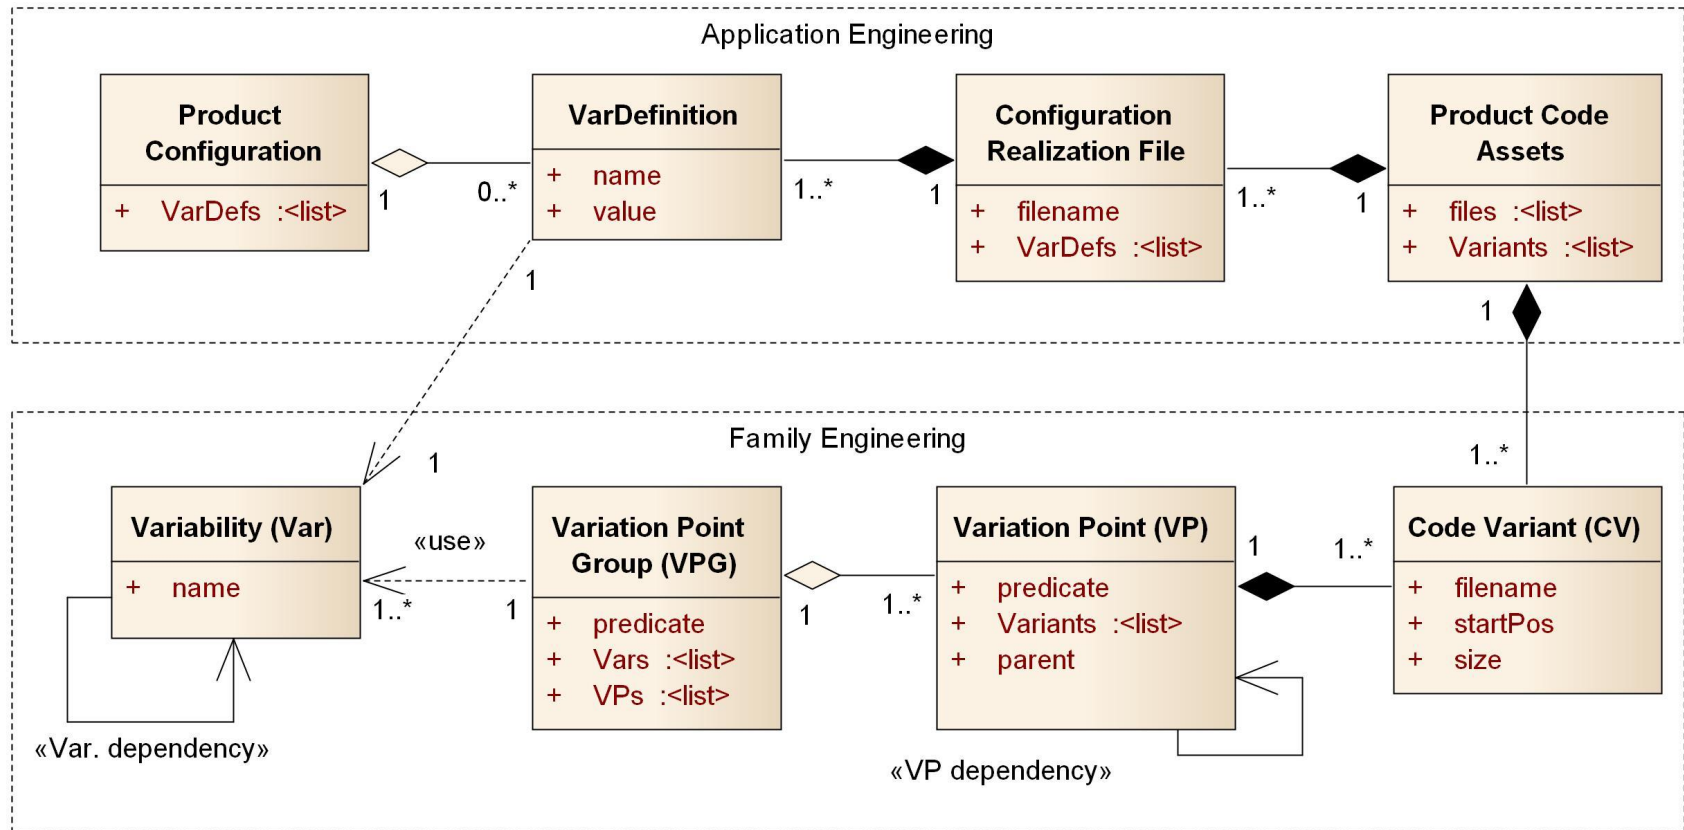 Application Engineering
Product
Configuration
+ VarDefs :<list>
1
0..*
VarDefinition
+ name
+ value
1..*
1
Configuration
Realization File
+ filename
+ VarDefs :<list>
1..*
1
Product Code
Assets
+ files :<list>
+ Variants :<list>
1
1
Family Engineering
1
1..*
Variability (Var)
+ name
«use»
1..*
1
«Var. dependency»
Variation Point
Group (VPG)
+ predicate
+ Vars :<list>
+ VPs :<list>
1
1..*
Variation Point (VP)
+ predicate
+ Variants :<list>
+ parent
«VP dependency»
1
1..*
Code Variant (CV)
+ filename
+ startPos
+ size